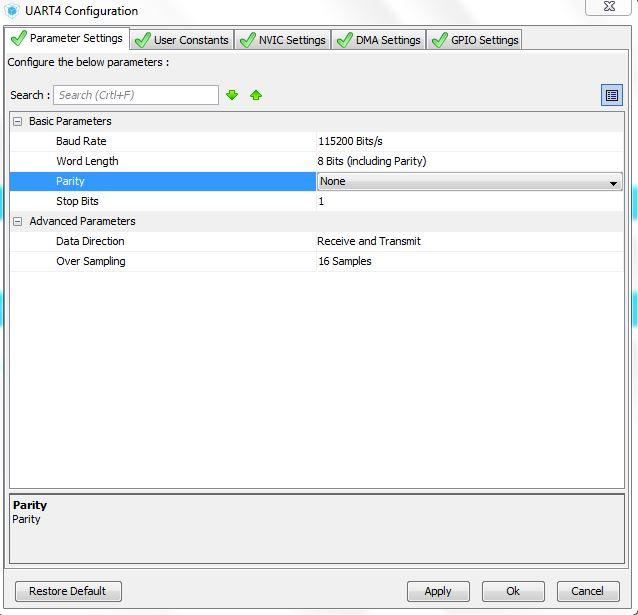 UART4 Configuration
Parameter Settings User Constants NVIC Settings DMA Settings GPIO Settings
Configure the below parameters :
Search : Search (Crtl+F)
Basic Parameters
Baud Rate 115200 Bits/s
Word Length 8 Bits (including Parity)
Parity None
Stop Bits 1
Advanced Parameters
Data Direction Receive and Transmit
Over Sampling 16 Samples
Parity
Parity
Restore Default Apply Ok Cancel